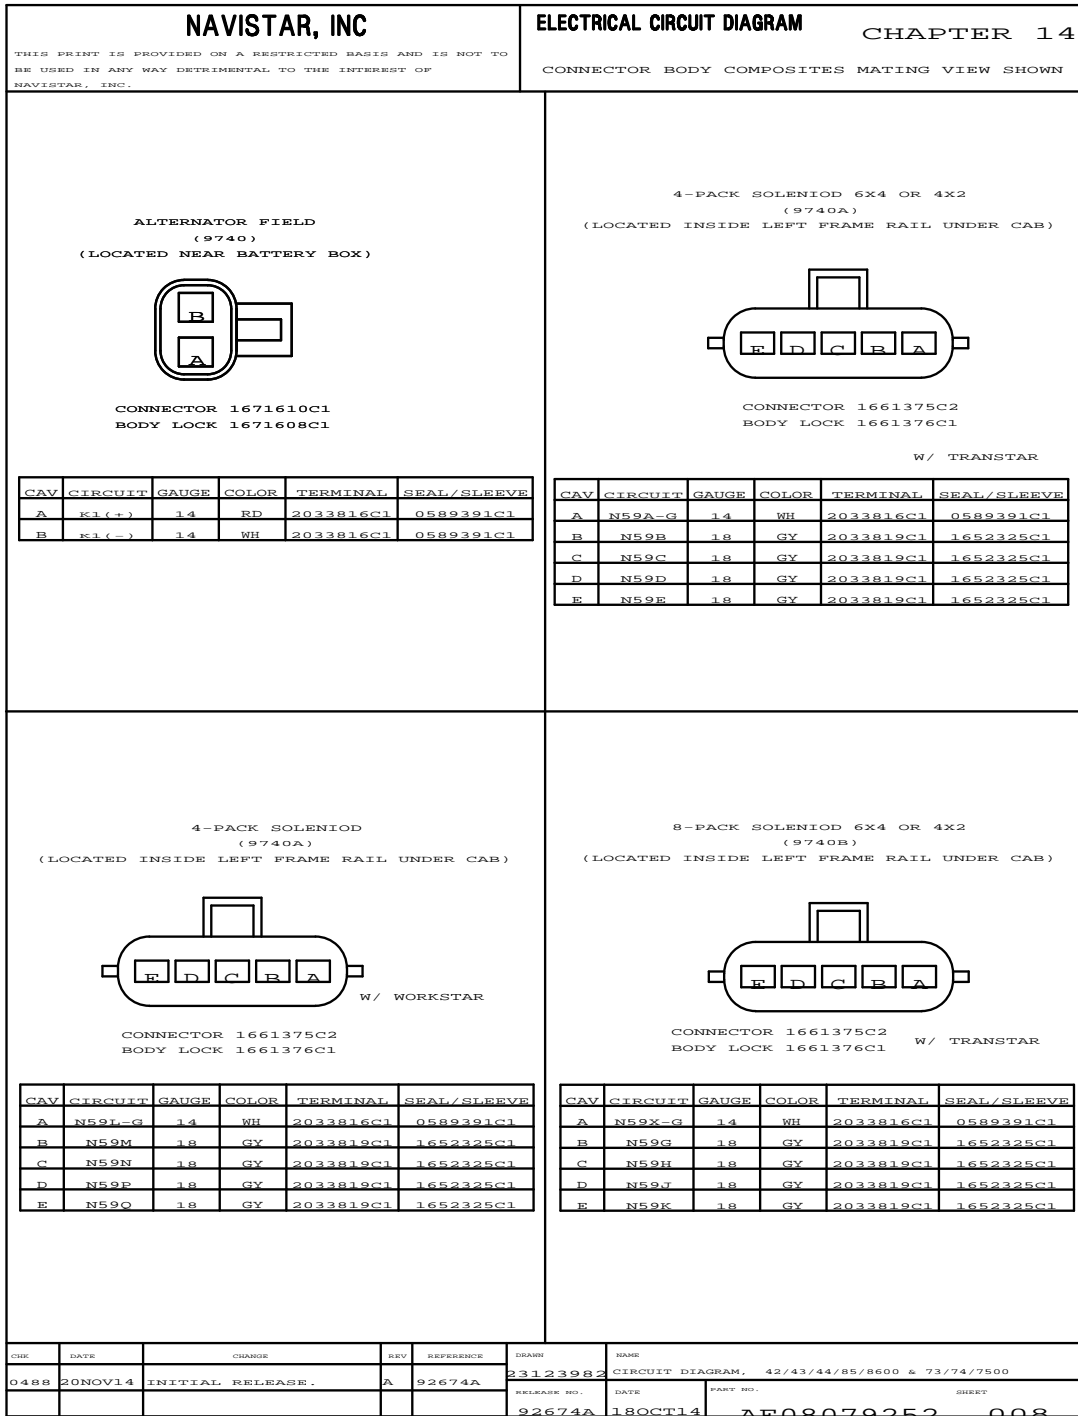 NAVISTAR, INC
THIS PRINT IS PROVIDED ON A RESTRICTED BASIS AND IS NOT TO
BE USED IN ANY WAY DETRIMENTAL TO THE INTEREST OF
NAVISTAR, INC.
ELECTRICAL CIRCUIT DIAGRAM CHAPTER 14
CONNECTOR BODY COMPOSITES MATING VIEW SHOWN
ALTERNATOR FIELD
(9740)
(LOCATED NEAR BATTERY BOX)
B
A
CONNECTOR 1671610C1
BODY LOCK 1671608C1
CAV CIRCUIT GAUGE COLOR TERMINAL SEAL/SLEEVE
A K1(+) 14 RD 2033816C1 0589391C1
B K1(-) 14 WH 2033816C1 0589391C1
4-PACK SOLENIOD 6X4 OR 4X2
(9740A)
(LOCATED INSIDE LEFT FRAME RAIL UNDER CAB)
E D C B A
CONNECTOR 1661375C2
BODY LOCK 1661376C1
W/ TRANSTAR
CAV CIRCUIT GAUGE COLOR TERMINAL SEAL/SLEEVE
A N59A-G 14 WH 2033816C1 0589391C1
B N59B 18 GY 2033819C1 1652325C1
C N59C 18 GY 2033819C1 1652325C1
D N59D 18 GY 2033819C1 1652325C1
E N59E 18 GY 2033819C1 1652325C1
4-PACK SOLENIOD
(9740A)
(LOCATED INSIDE LEFT FRAME RAIL UNDER CAB)
E D C B A
W/ WORKSTAR
CONNECTOR 1661375C2
BODY LOCK 1661376C1
CAV CIRCUIT GAUGE COLOR TERMINAL SEAL/SLEEVE
A N59L-G 14 WH 2033816C1 0589391C1
B N59M 18 GY 2033819C1 1652325C1
C N59N 18 GY 2033819C1 1652325C1
D N59P 18 GY 2033819C1 1652325C1
E N59Q 18 GY 2033819C1 1652325C1
8-PACK SOLENIOD 6X4 OR 4X2
(9740B)
(LOCATED INSIDE LEFT FRAME RAIL UNDER CAB)
E D C B A
CONNECTOR 1661375C2
BODY LOCK 1661376C1
W/ TRANSTAR
CAV CIRCUIT GAUGE COLOR TERMINAL SEAL/SLEEVE
A N59X-G 14 WH 2033816C1 0589391C1
B N59G 18 GY 2033819C1 1652325C1
C N59H 18 GY 2033819C1 1652325C1
D N59J 18 GY 2033819C1 1652325C1
E N59K 18 GY 2033819C1 1652325C1
CHK DATE CHANGE REV REFERENCE
0488 20NOV14 INITIAL RELEASE. A 92674A
DRAWN NAME
23123982 CIRCUIT DIAGRAM, 42/43/44/85/8600 & 73/74/7500
RELEASE NO. DATE PART NO. SHEET
92674A 18OCT14 AE08079252 008